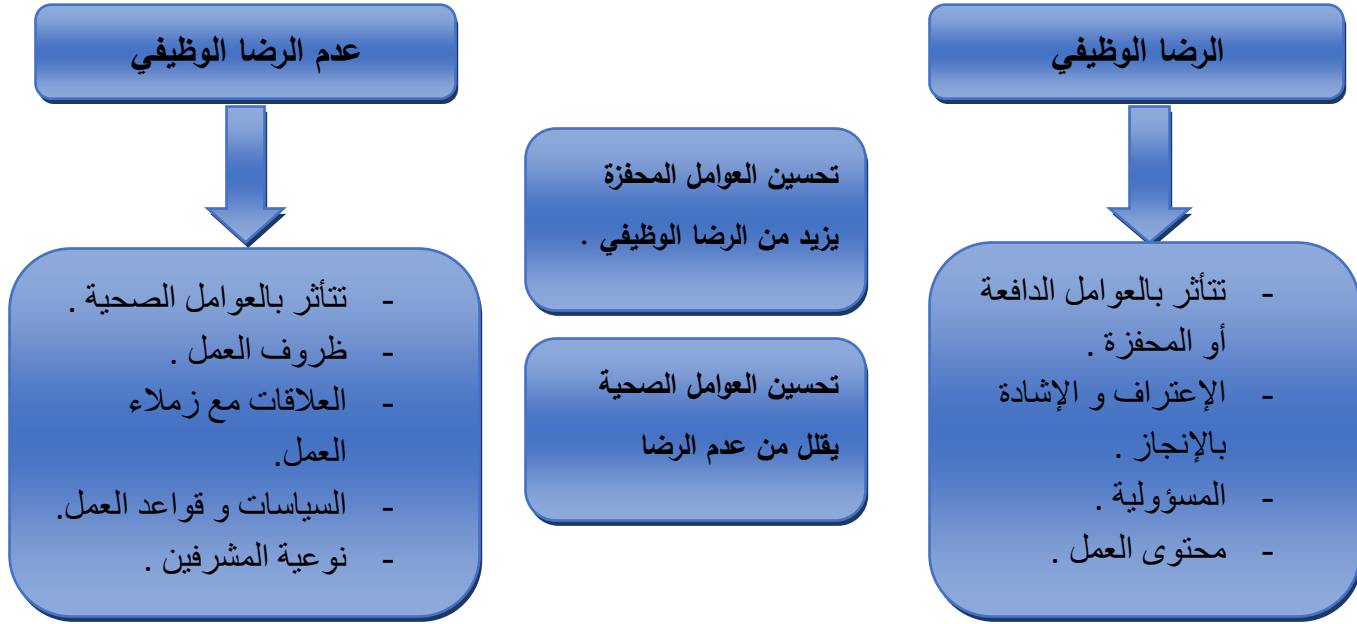 الرضا الوظيفي
- تتأثر بالعوامل الدافعة
أو المحفزة .
- الإعتراف و الإشادة
بالإنجاز .
- المسؤولية .
- محتوى العمل .
تحسين العوامل المحفزة
يزيد من الرضا الوظيفي .
تحسين العوامل الصحية
يقلل من عدم الرضا
عدم الرضا الوظيفي
- تتأثر بالعوامل الصحية .
- ظروف العمل .
- العلاقات مع زملاء
العمل.
- السياسات و قواعد العمل.
- نوعية المشرفين .